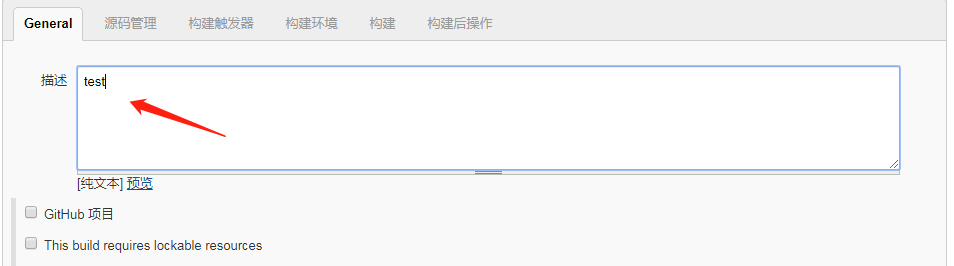 General 源码管理 构建触发器 构建环境 构建 构建后操作
描述 test
[纯文本] 预览
GitHub 项目
This build requires lockable resources